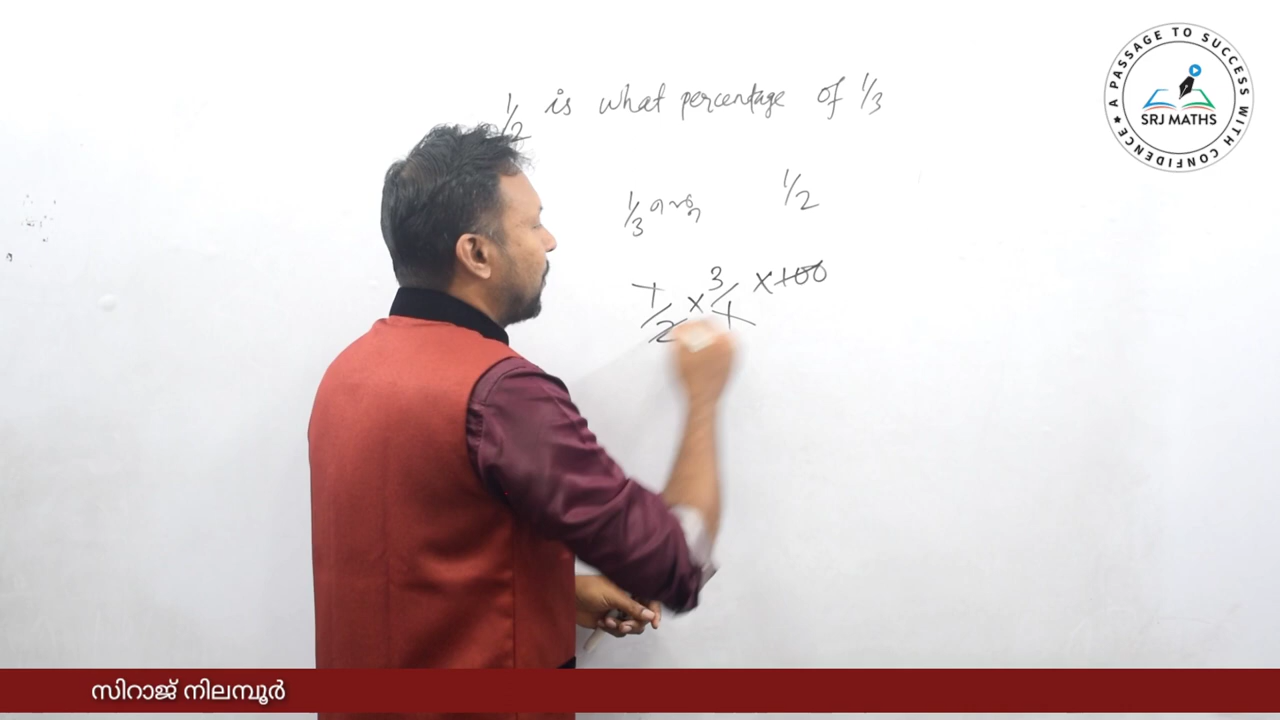 1/2 is what percentage of 1/3
1/3 ന്റെ 1/2
1/2 × 3/1 × 100
★ A PASSAGE TO SUCCESS WITH CONFIDENCE
SRJ MATHS
സിറാജ് നിലമ്പൂർ